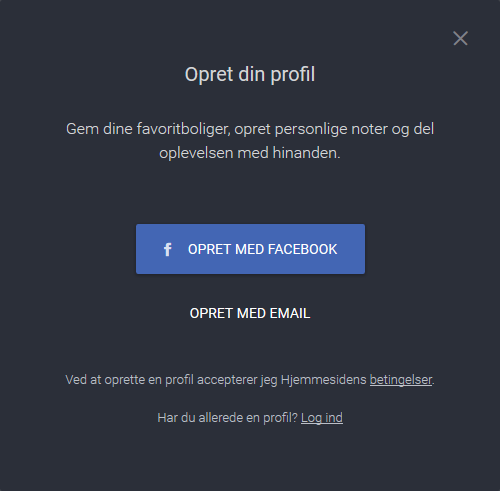 Opret din profil
Gem dine favoritboliger, opret personlige noter og del
oplevelsen med hinanden.
OPRET MED FACEBOOK
OPRET MED EMAIL
Ved at oprette en profil accepterer jeg Hjemmesidens betingelser.
Har du allerede en profil? Log ind